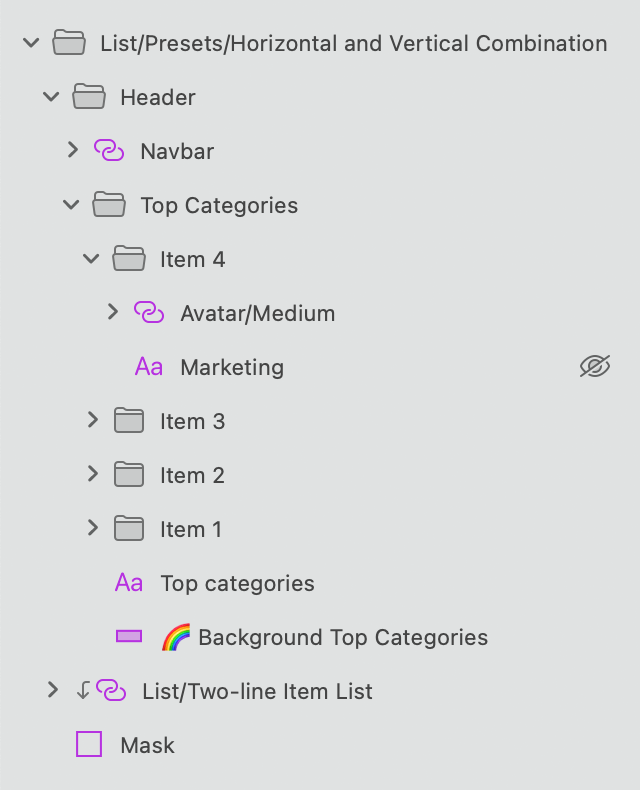 List/Presets/Horizontal and Vertical Combination
Header
Navbar
Top Categories
Item 4
Avatar/Medium
Aa Marketing
Item 3
Item 2
Item 1
Aa Top categories
🌈 Background Top Categories
List/Two-line Item List
Mask